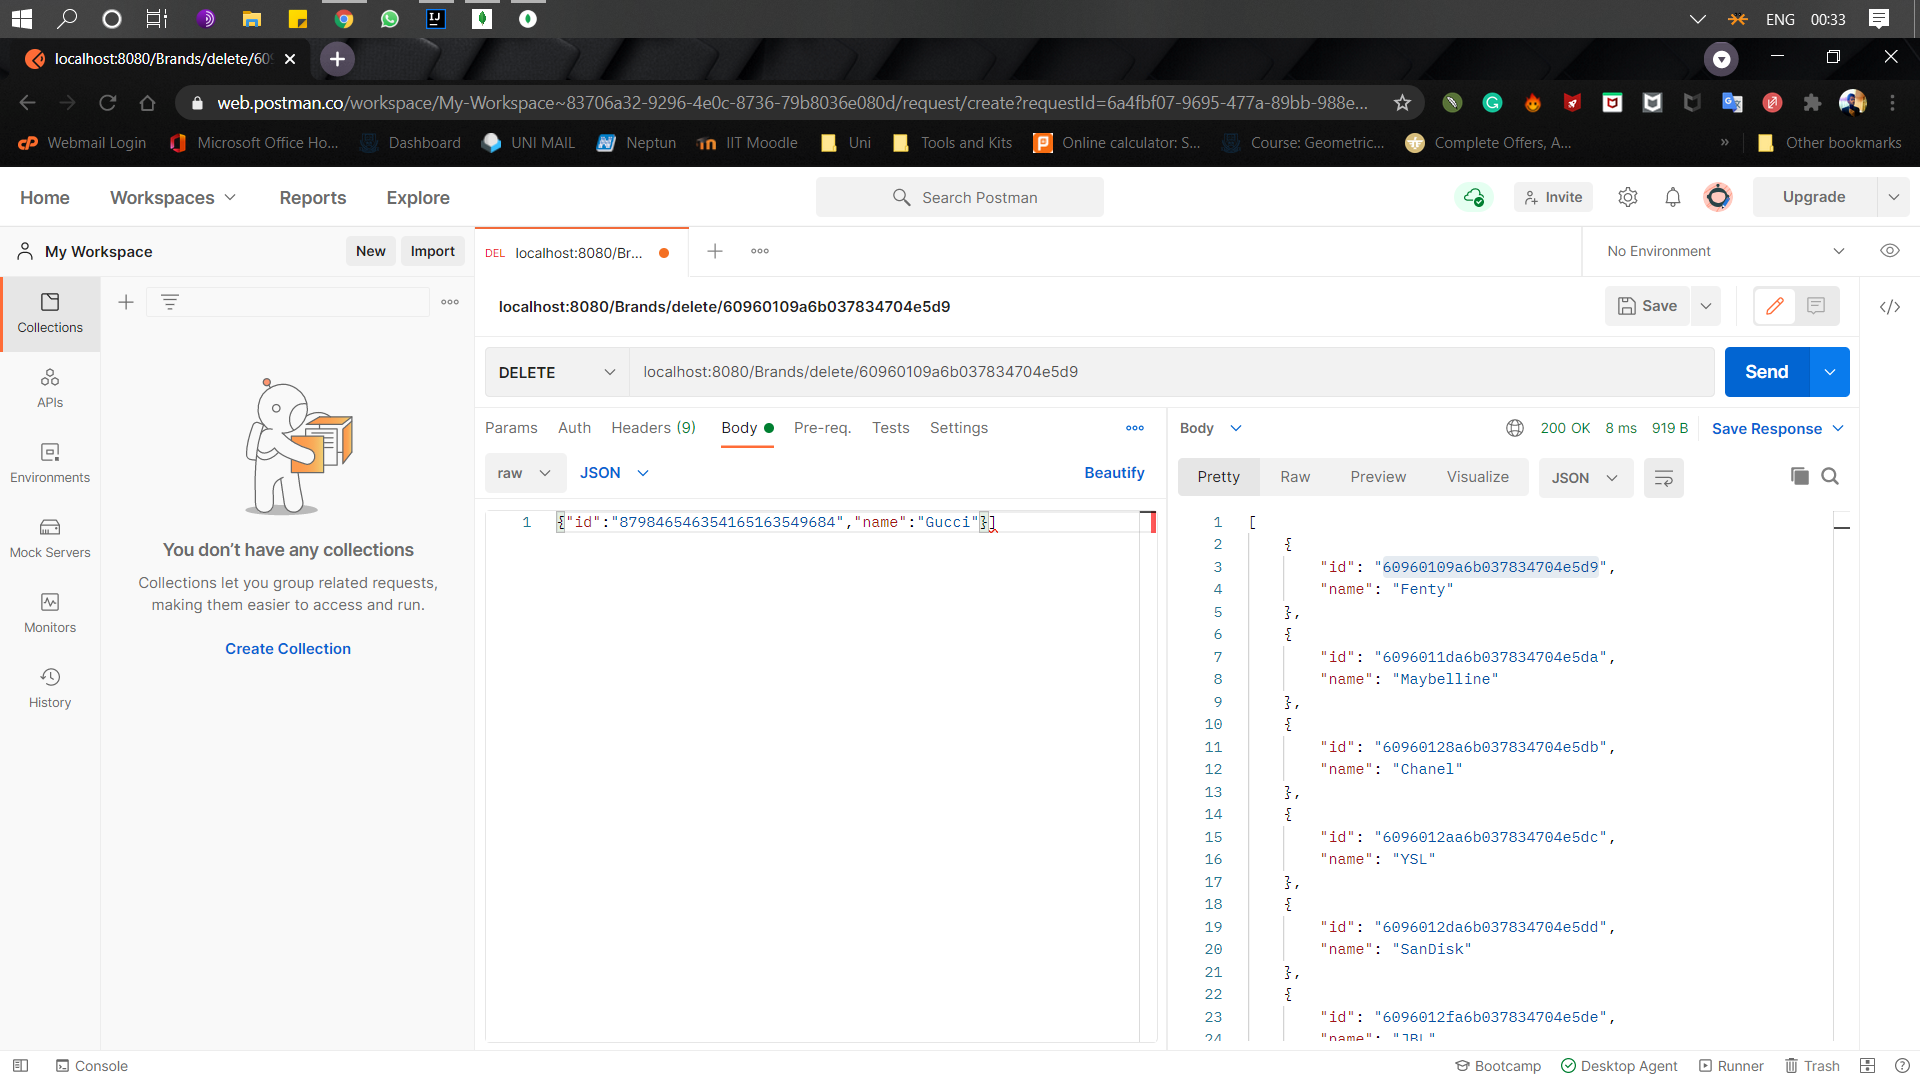 ENG 00:33
localhost:8080/Brands/delete/609
web.postman.co/workspace/My-Workspace~83706a32-9296-4e0c-8736-79b8036e080d/request/create?requestId=6a4fbf07-9695-477a-89bb-988e...
Webmail Login Microsoft Office Ho... Dashboard UNI MAIL Neptun IIT Moodle Uni Tools and Kits Online calculator: S... Course: Geometric... Complete Offers, A... » Other bookmarks
Home Workspaces Reports Explore Search Postman Invite Upgrade
My Workspace New Import DEL localhost:8080/Br... No Environment
Collections
localhost:8080/Brands/delete/60960109a6b037834704e5d9 Save
DELETE localhost:8080/Brands/delete/60960109a6b037834704e5d9 Send
APIs
Params Auth Headers (9) Body Pre-req. Tests Settings Body 200 OK 8 ms 919 B Save Response
raw JSON Beautify Pretty Raw Preview Visualize JSON
Environments
Mock Servers
Monitors
History
You don't have any collections
Collections let you group related requests,
making them easier to access and run.
Create Collection
1 {"id":"879846546354165163549684","name":"Gucci"}]
1 [
2 {
3 "id": "60960109a6b037834704e5d9",
4 "name": "Fenty"
5 },
6 {
7 "id": "6096011da6b037834704e5da",
8 "name": "Maybelline"
9 },
10 {
11 "id": "60960128a6b037834704e5db",
12 "name": "Chanel"
13 },
14 {
15 "id": "6096012aa6b037834704e5dc",
16 "name": "YSL"
17 },
18 {
19 "id": "6096012da6b037834704e5dd",
20 "name": "SanDisk"
21 },
22 {
23 "id": "6096012fa6b037834704e5de",
24 "name": "JBL"
Console Bootcamp Desktop Agent Runner Trash